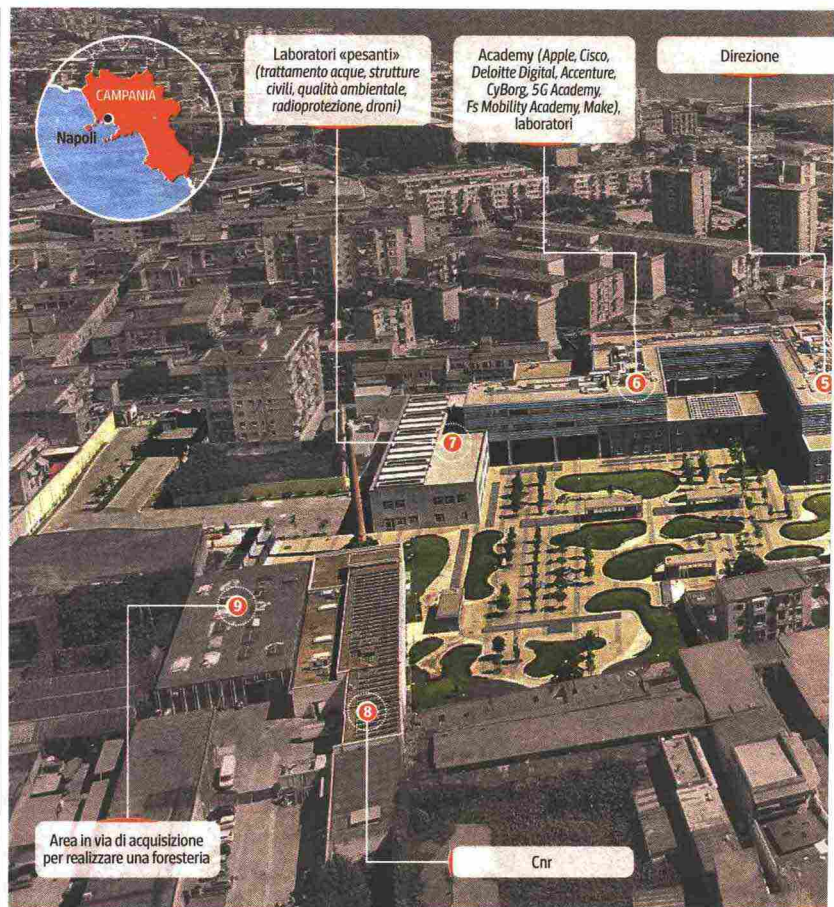 CAMPANIA
Napoli
Laboratori «pesanti»
(trattamento acque, strutture
civili, qualità ambientale,
radioprotezione, droni)
Academy (Apple, Cisco,
Deloitte Digital, Accenture,
CyBorg, 5G Academy,
Fs Mobility Academy, Make),
laboratori
Direzione
6
5
7
9
8
Area in via di acquisizione
per realizzare una foresteria
Cnr